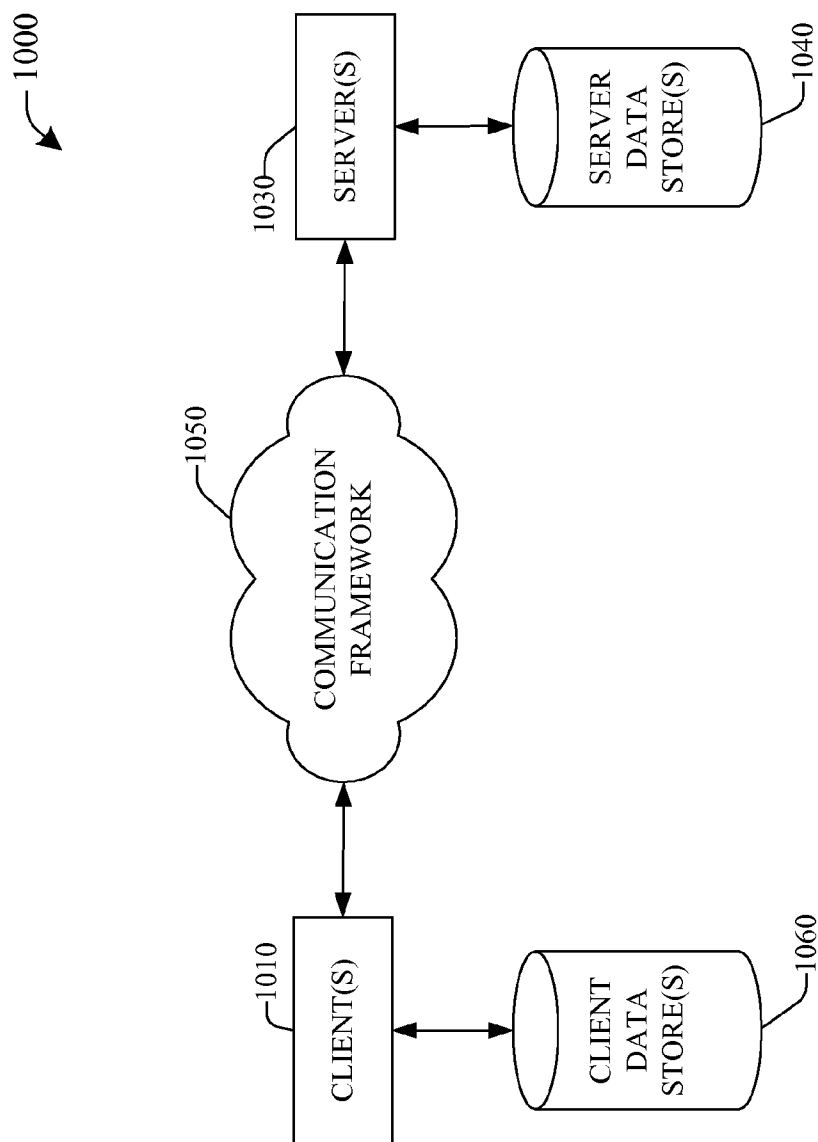 1000
1010
CLIENT(S)
1030
SERVER(S)
1050
COMMUNICATION
FRAMEWORK
CLIENT
DATA
STORE(S)
1060
SERVER
DATA
STORE(S)
1040